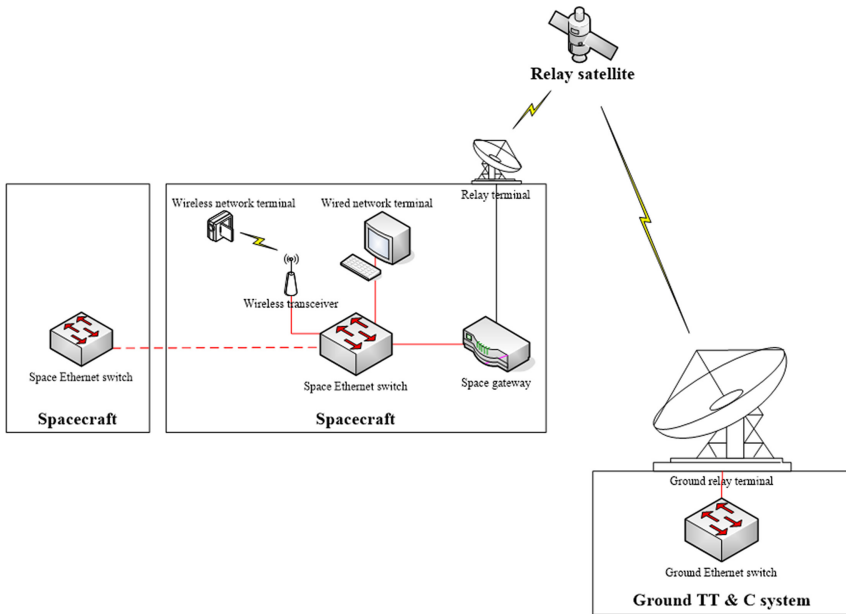 Relay satellite
Relay terminal
Wireless network terminal
Wired network terminal
Wireless transceiver
Space Ethernet switch
Space Ethernet switch
Space gateway
Spacecraft
Spacecraft
Ground relay terminal
Ground Ethernet switch
Ground TT & C system